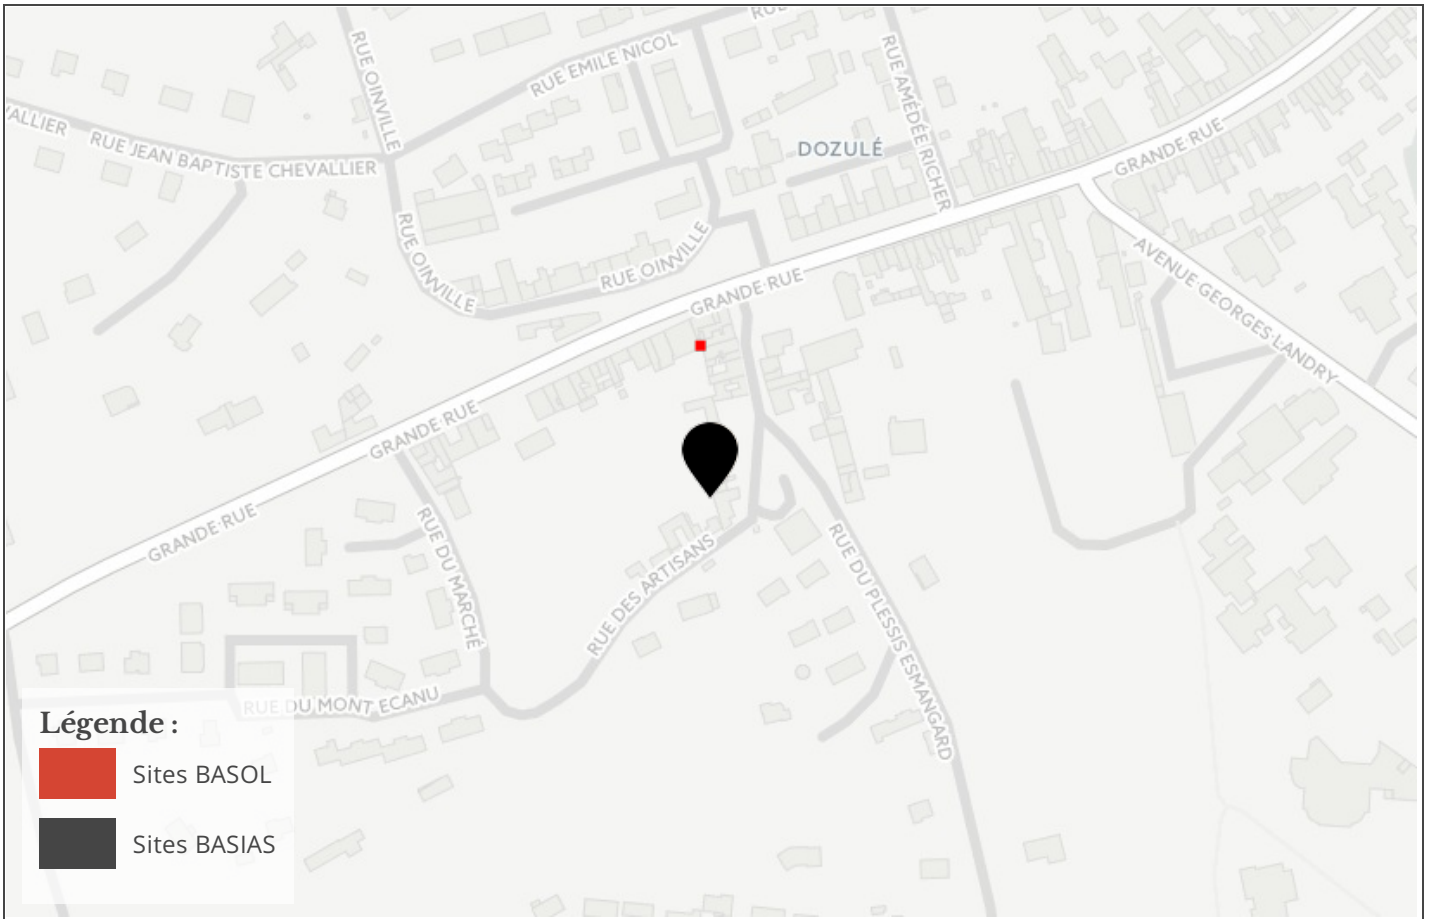 RUE
RUE OINVILLE
RUE EMILE NICOL
RUE AMÉDÉE RICHER
VALLIER
RUE JEAN BAPTISTE CHEVALLIER
DOZULÉ
GRANDE RUE
RUE OINVILLE
RUE OINVILLE
GRANDE RUE
AVENUE GEORGES LANDRY
GRANDE RUE
GRANDE RUE
RUE DU MARCHÉ
RUE DES ARTISANS
RUE DU PLESSIS ESMANGARD
RUE DU MONT ECANU
Légende :
Sites BASOL
Sites BASIAS